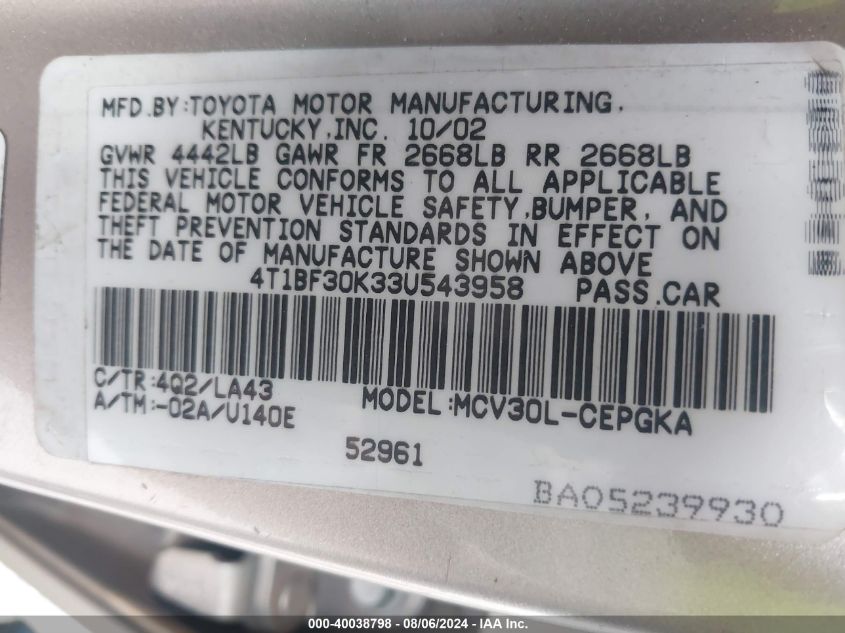 MFD.BY:TOYOTA MOTOR MANUFACTURING,
KENTUCKY,INC. 10/02
GVWR 4442LB GAWR FR 2668LB RR 2668LB
THIS VEHICLE CONFORMS TO ALL APPLICABLE
FEDERAL MOTOR VEHICLE SAFETY,BUMPER, AND
THEFT PREVENTION STANDARDS IN EFFECT ON
THE DATE OF MANUFACTURE SHOWN ABOVE
4T1BF30K33U543958 PASS.CAR
C/TR:4Q2/LA43
A/TM:-02A/U140E MODEL:MCV30L-CEPGKA
52961
BA05239930
000-40038798 - 08/06/2024 - IAA Inc.